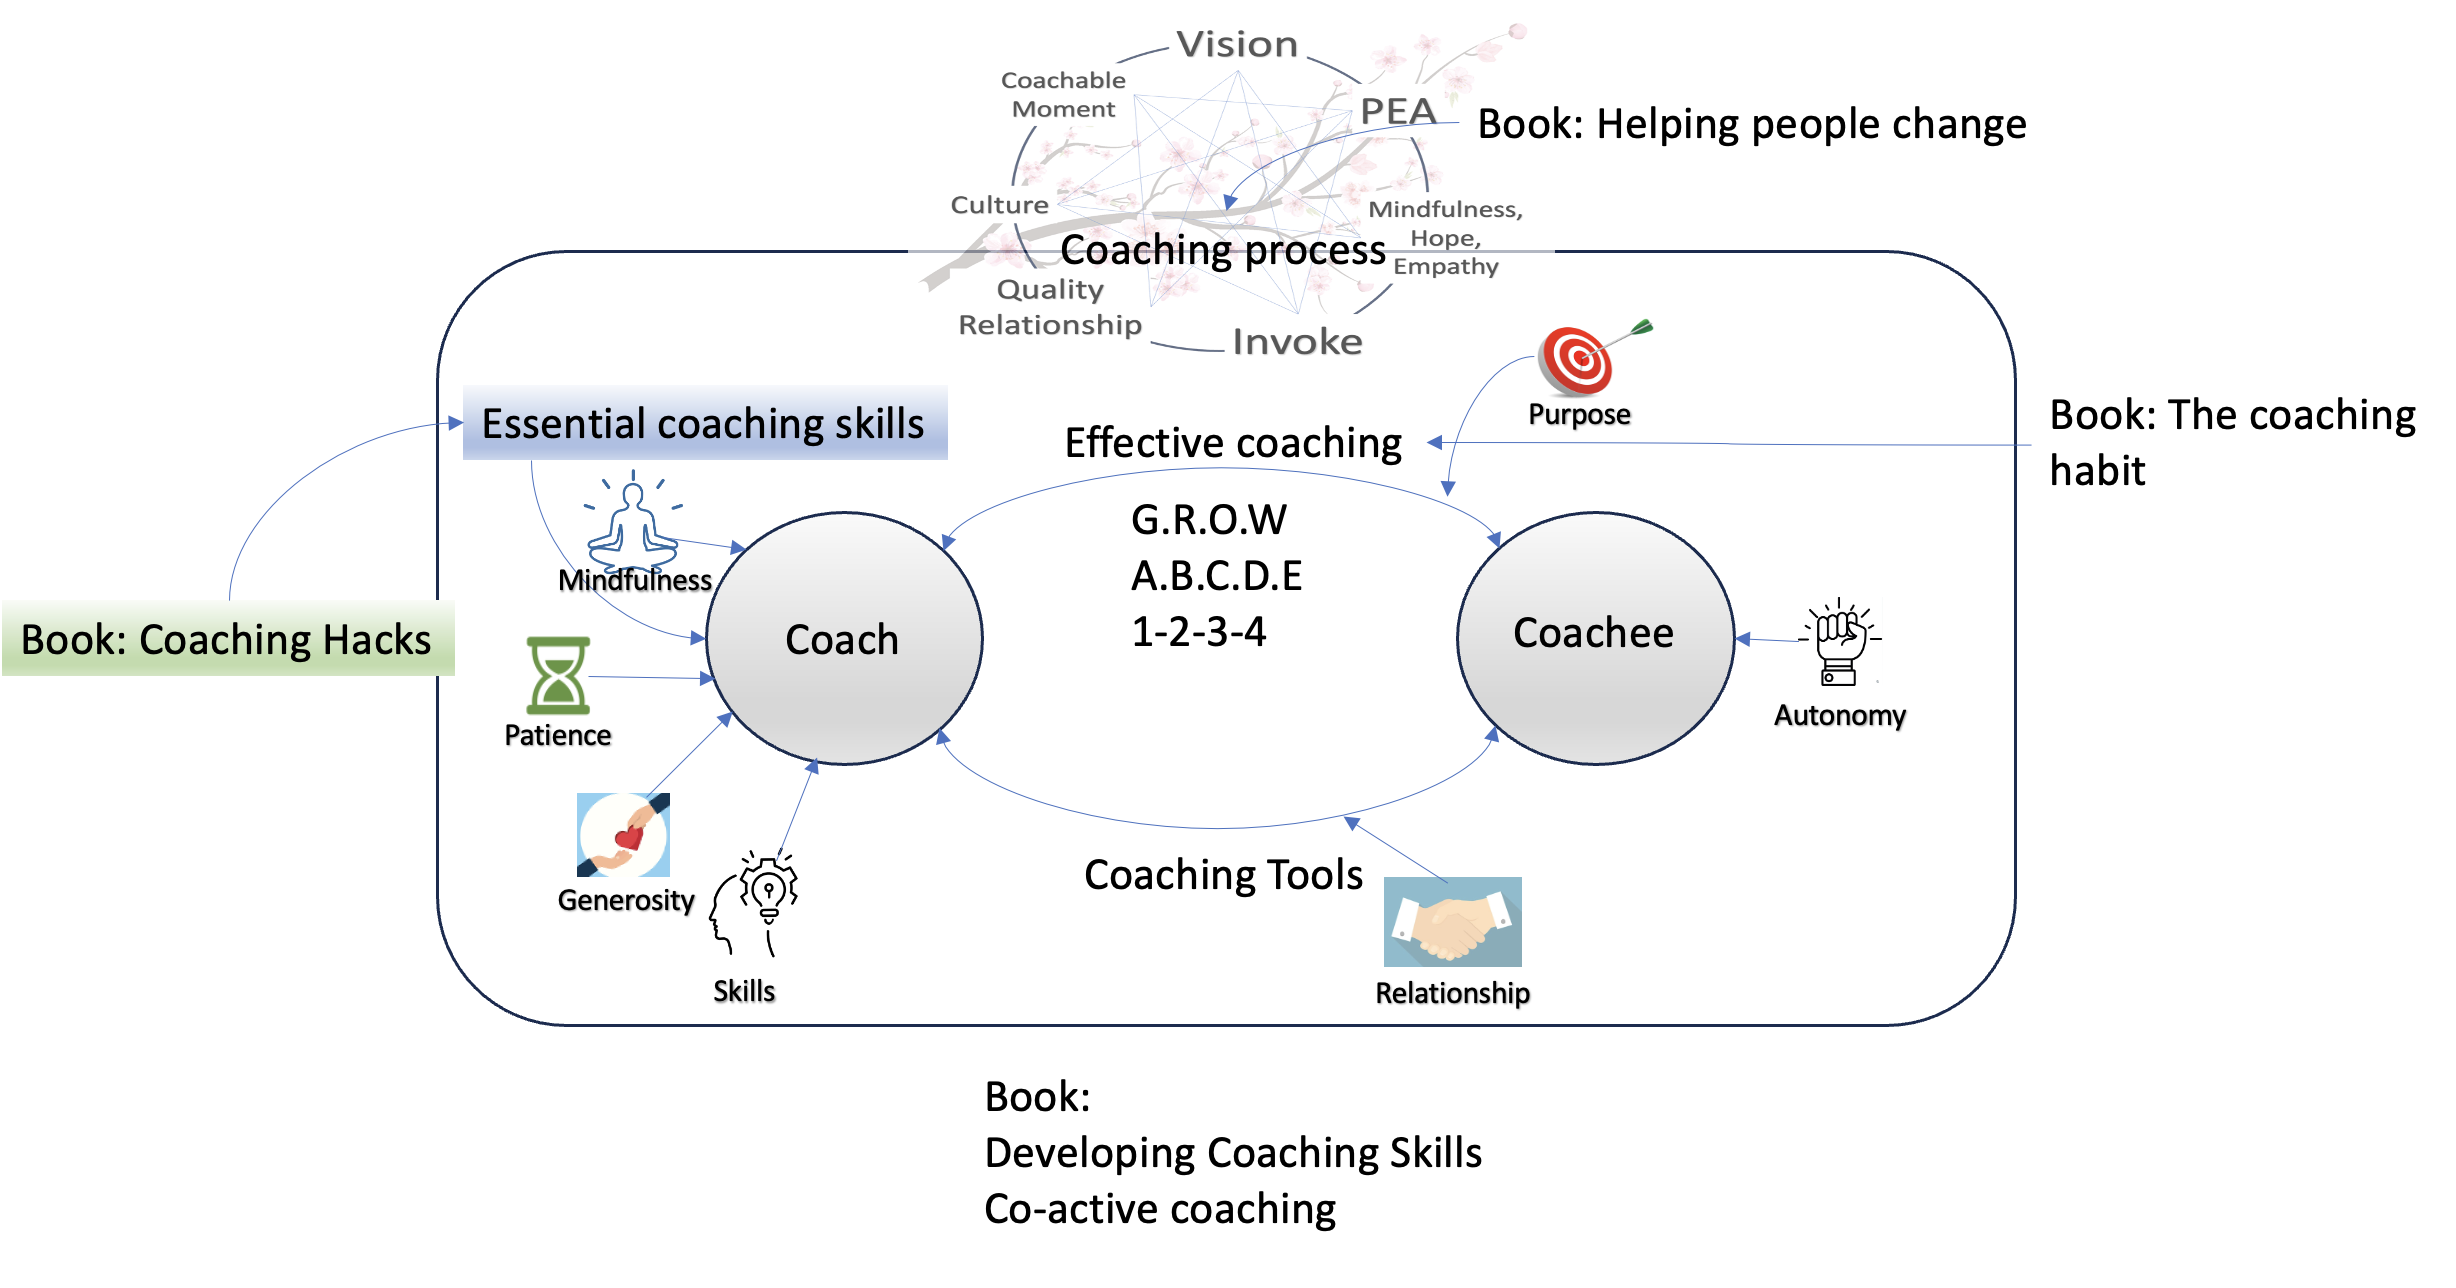 Vision
Coachable
Moment
PEA
Book: Helping people change
Culture
Mindfulness,
Hope,
Empathy
Coaching process
Quality
Relationship
Invoke
Purpose
Essential coaching skills
Effective coaching
Book: The coaching
habit
G.R.O.W
A.B.C.D.E
1-2-3-4
Mindfulness
Book: Coaching Hacks
Coach
Coachee
Patience
Autonomy
Generosity
Coaching Tools
Skills
Relationship
Book:
Developing Coaching Skills
Co-active coaching